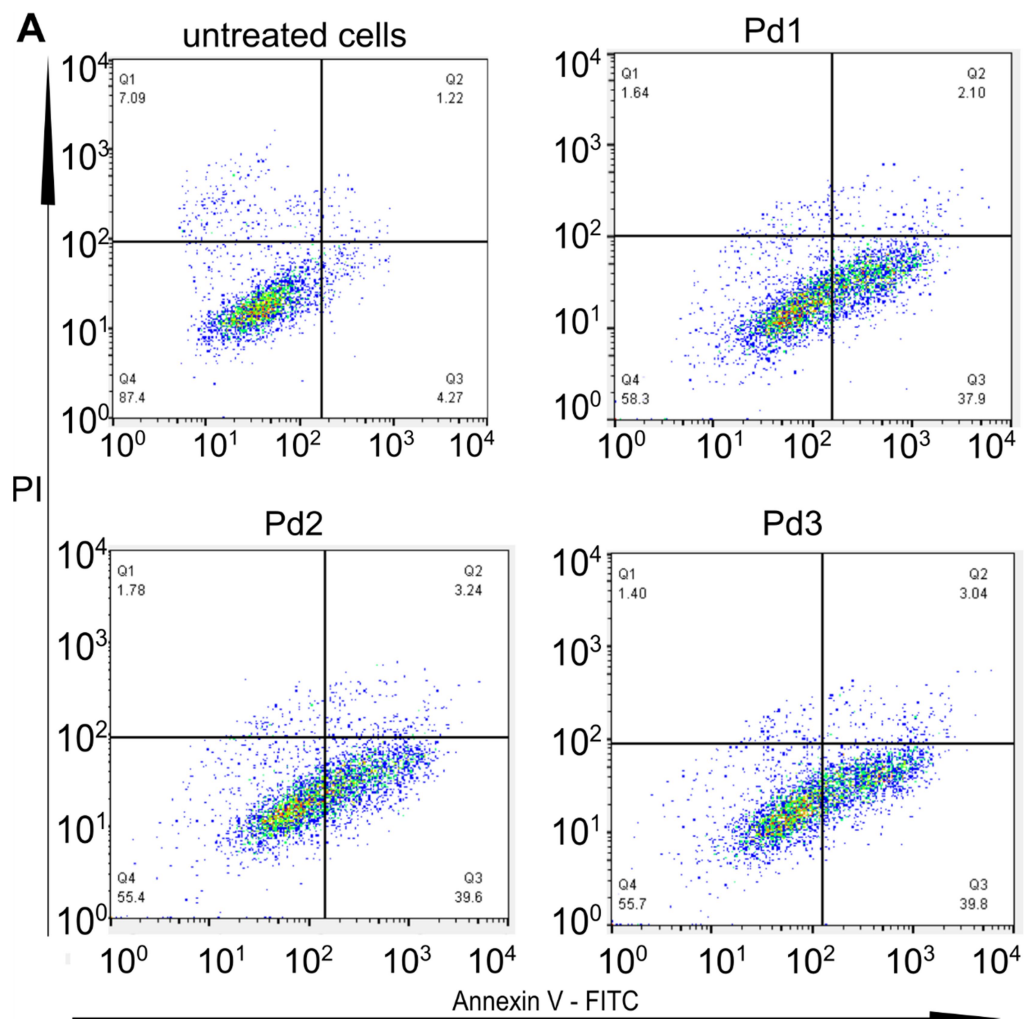 A
untreated cells
Pd1
10⁴
10³
10²
10¹
10⁰
Q1
7.09
Q2
1.22
Q4
87.4
Q3
4.27
10⁰ 10¹ 10² 10³ 10⁴
10⁴
10³
10²
10¹
10⁰
Q1
1.64
Q2
2.10
Q4
58.3
Q3
37.9
10⁰ 10¹ 10² 10³ 10⁴
PI
Pd2
Pd3
10⁴
10³
10²
10¹
10⁰
Q1
1.78
Q2
3.24
Q4
55.4
Q3
39.6
10⁰ 10¹ 10² 10³ 10⁴
10⁴
10³
10²
10¹
10⁰
Q1
1.40
Q2
3.04
Q4
55.7
Q3
39.8
10⁰ 10¹ 10² 10³ 10⁴
Annexin V - FITC